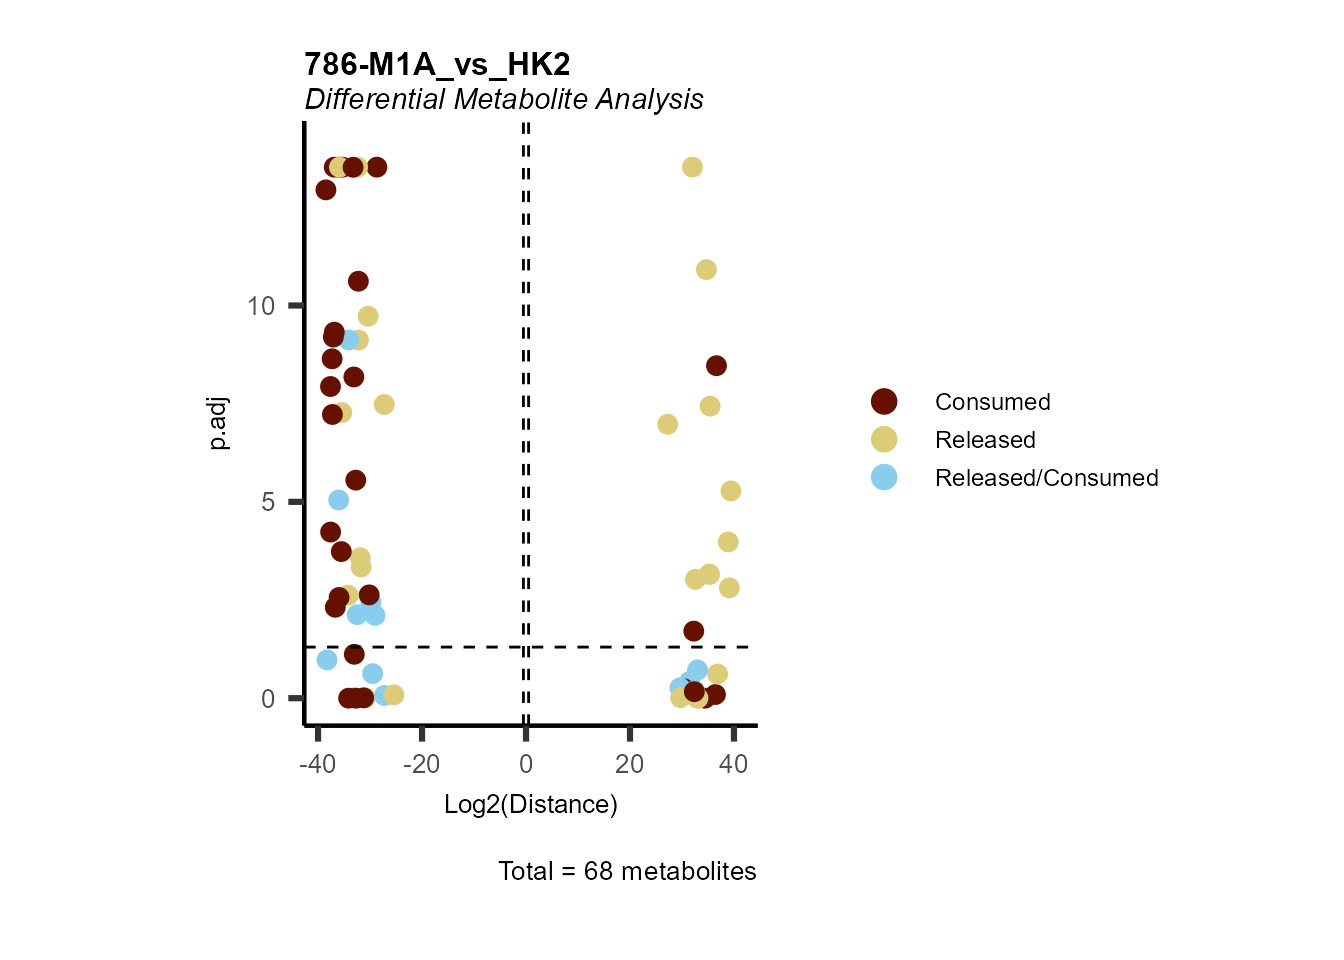 786-M1A_vs_HK2
Differential Metabolite Analysis
10
5
0
p.adj
-40 -20 0 20 40
Log2(Distance)
Consumed
Released
Released/Consumed
Total = 68 metabolites